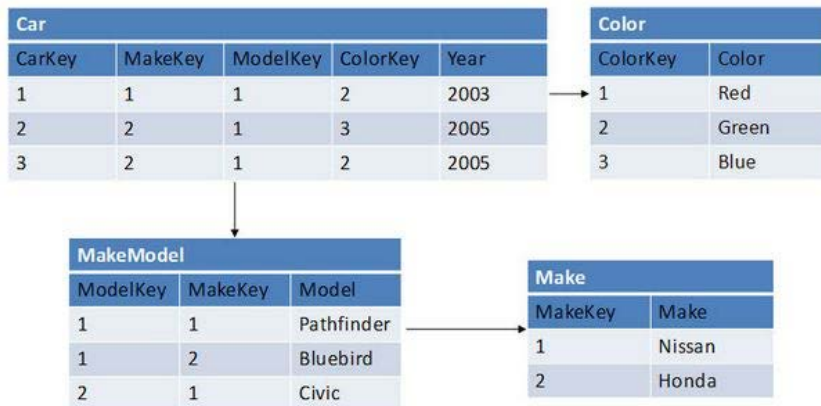 Car
CarKey MakeKey ModelKey ColorKey Year
1 1 1 2 2003
2 2 1 3 2005
3 2 1 2 2005
Color
ColorKey Color
1 Red
2 Green
3 Blue
MakeModel
ModelKey MakeKey Model
1 1 Pathfinder
1 2 Bluebird
2 1 Civic
Make
MakeKey Make
1 Nissan
2 Honda